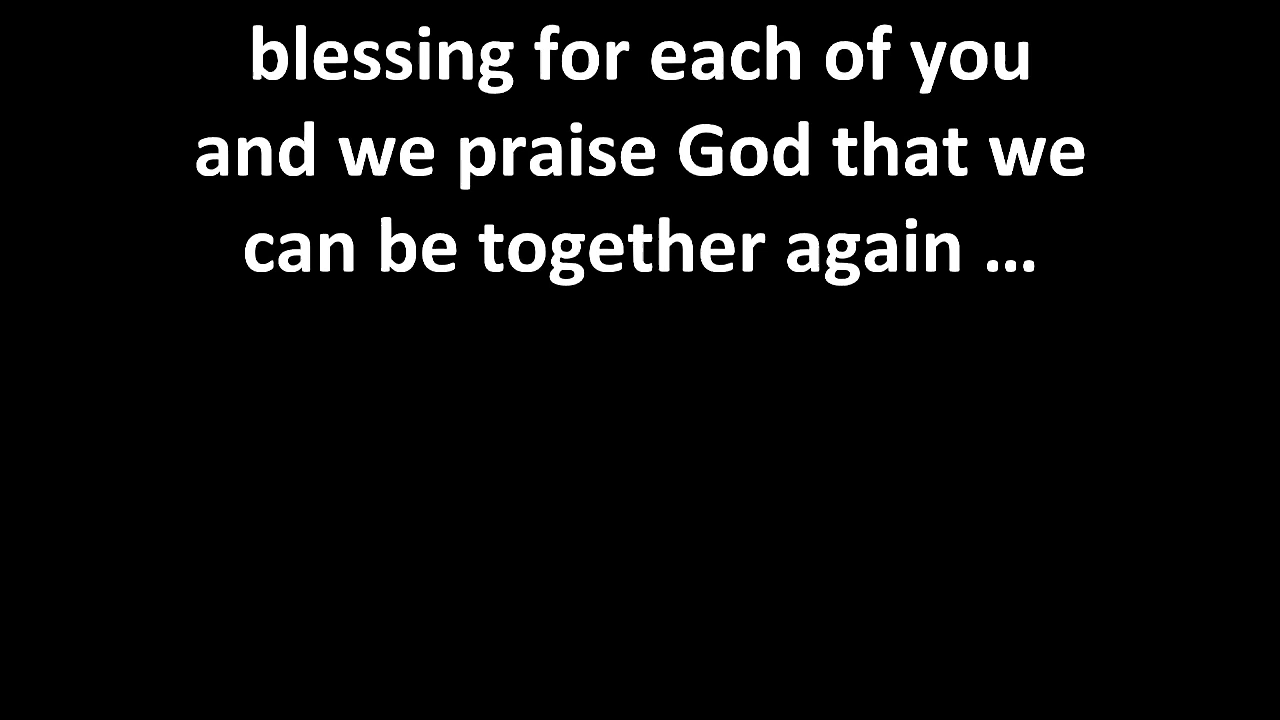 blessing for each of you
and we praise God that we
can be together again ...